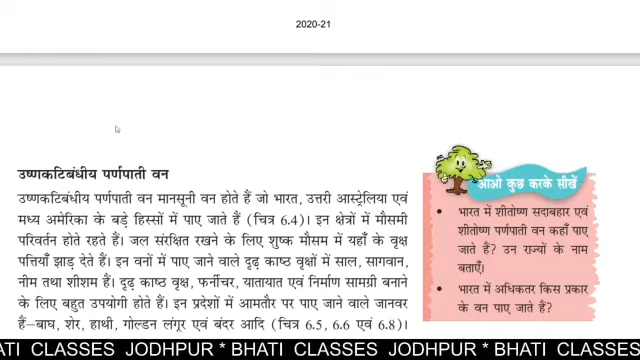 2020-21
उष्णकटिबंधीय पर्णपाती वन
उष्णकटिबंधीय पर्णपाती वन मानसूनी वन होते हैं जो भारत, उत्तरी आस्ट्रेलिया एवं
मध्य अमेरिका के बड़े हिस्सों में पाए जाते हैं (चित्र 6.4)। इन क्षेत्रों में मौसमी
परिवर्तन होते रहते हैं। जल संरक्षित रखने के लिए शुष्क मौसम में यहाँ के वृक्ष
पत्तियाँ झाड़ देते हैं। इन वनों में पाए जाने वाले दृढ़ काष्ठ वृक्षों में साल, सागवान,
नीम तथा शीशम हैं। दृढ़ काष्ठ वृक्ष, फर्नीचर, यातायात एवं निर्माण सामग्री बनाने
के लिए बहुत उपयोगी होते हैं। इन प्रदेशों में आमतौर पर पाए जाने वाले जानवर
हैं–बाघ, शेर, हाथी, गोल्डन लंगूर एवं बंदर आदि (चित्र 6.5, 6.6 एवं 6.8)।
आओ कुछ करके सीखें
• भारत में शीतोष्ण सदाबहार एवं
शीतोष्ण पर्णपाती वन कहाँ पाए
जाते हैं? उन राज्यों के नाम
बताएँ।
• भारत में अधिकतर किस प्रकार
के वन पाए जाते हैं?
ATI CLASSES JODHPUR * BHATI CLASSES JODHPUR * BHATI CLASSES